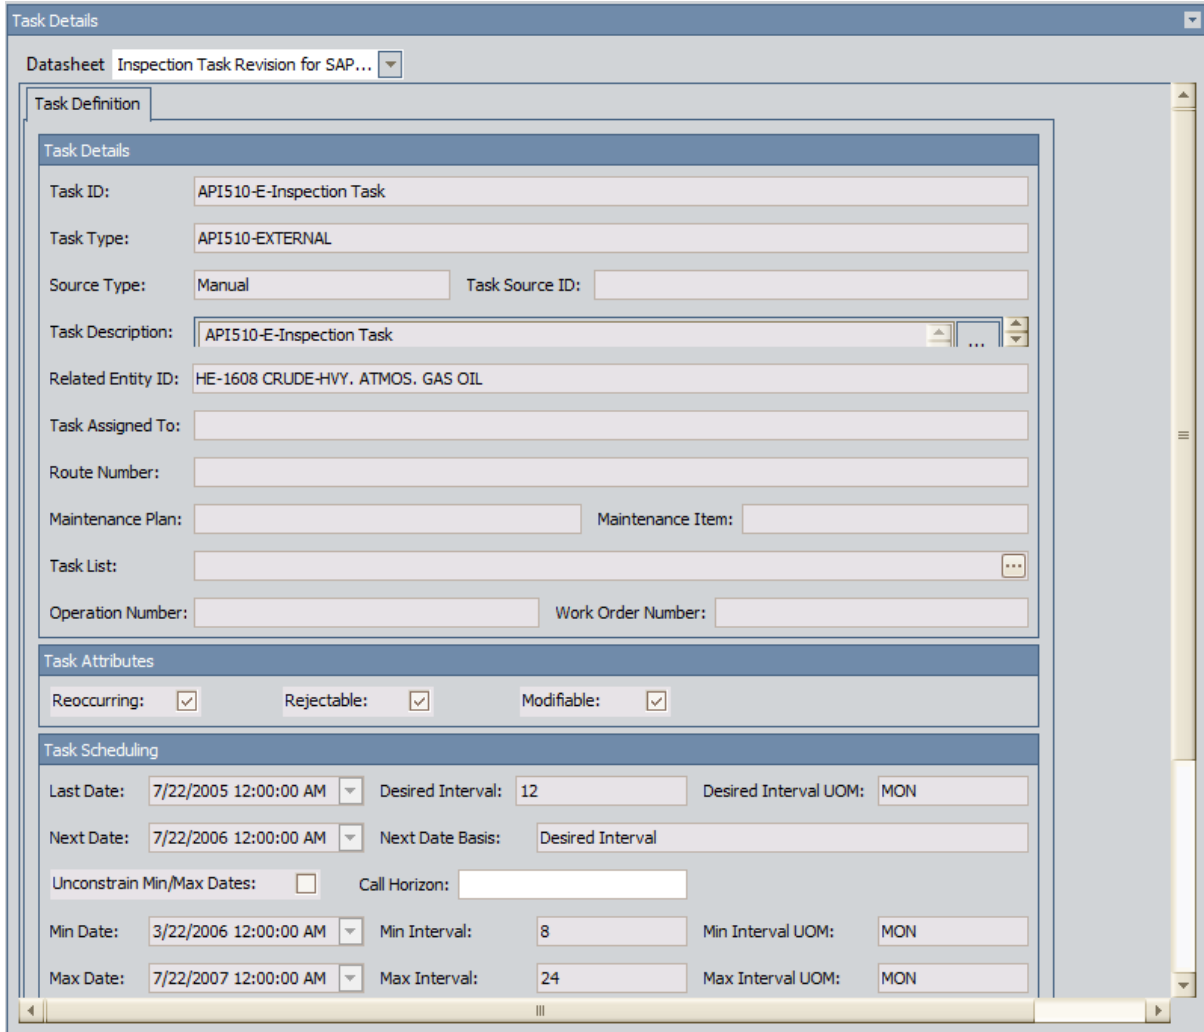 Task Details
Datasheet Inspection Task Revision for SAP...
Task Definition
Task Details
Task ID: API510-E-Inspection Task
Task Type: API510-EXTERNAL
Source Type: Manual Task Source ID:
Task Description: API510-E-Inspection Task ...
Related Entity ID: HE-1608 CRUDE-HVY. ATMOS. GAS OIL
Task Assigned To:
Route Number:
Maintenance Plan: Maintenance Item:
Task List: ...
Operation Number: Work Order Number:
Task Attributes
Reoccurring: Rejectable: Modifiable:
Task Scheduling
Last Date: 7/22/2005 12:00:00 AM Desired Interval: 12 Desired Interval UOM: MON
Next Date: 7/22/2006 12:00:00 AM Next Date Basis: Desired Interval
Unconstrain Min/Max Dates: Call Horizon:
Min Date: 3/22/2006 12:00:00 AM Min Interval: 8 Min Interval UOM: MON
Max Date: 7/22/2007 12:00:00 AM Max Interval: 24 Max Interval UOM: MON